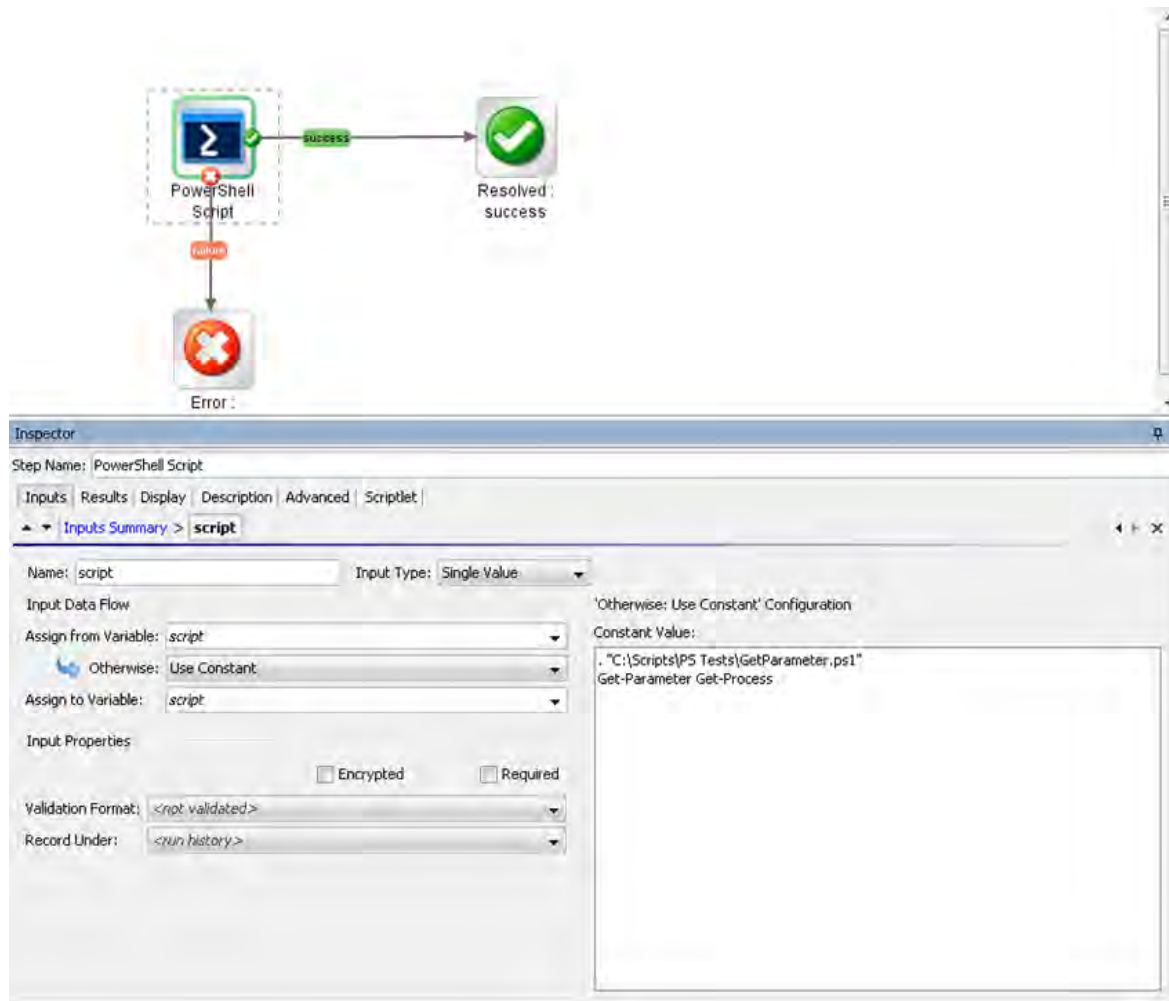 success
PowerShell
Script
Resolved :
success
failure
Error :
Inspector
Step Name: PowerShell Script
Inputs Results Display Description Advanced Scriptlet
Inputs Summary > script
Name: script Input Type: Single Value
Input Data Flow
Assign from Variable: script
Otherwise: Use Constant
Assign to Variable: script
Input Properties
Encrypted Required
Validation Format: <not validated>
Record Under: <run history>
'Otherwise: Use Constant' Configuration
Constant Value:
. "C:\Scripts\PS Tests\GetParameter.ps1"
Get-Parameter Get-Process